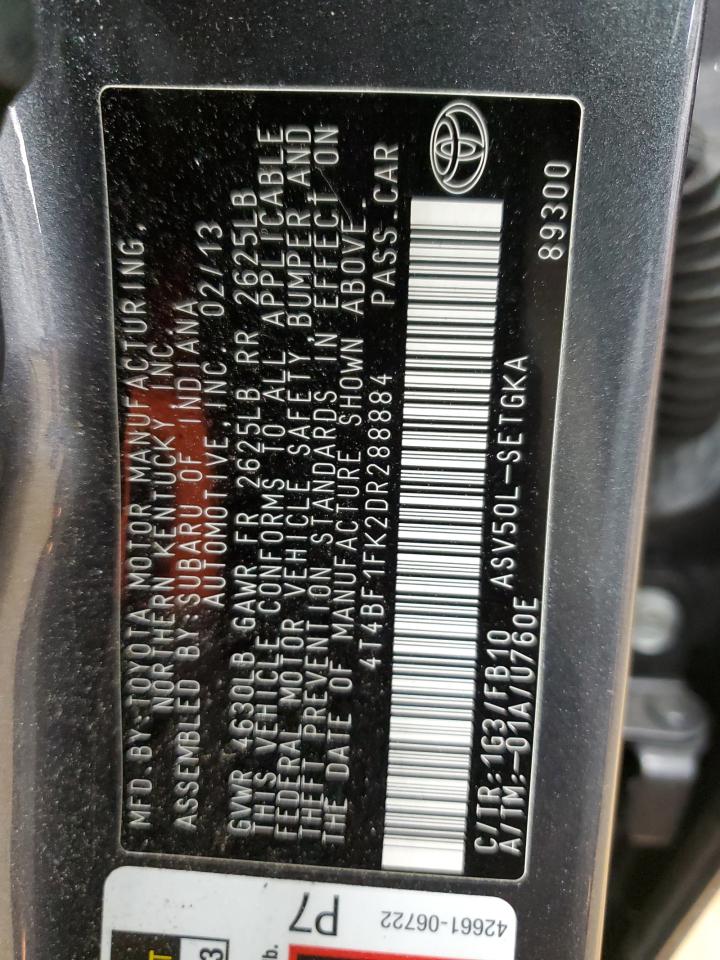 MFD.BY:TOYOTA MOTOR MANUFACTURING,
NORTHERN KENTUCKY INC.
ASSEMBLED BY:SUBARU OF INDIANA
AUTOMOTIVE, INC. 02/13
GVWR 4630LB GAWR FR 2625LB RR 2625LB
THIS VEHICLE CONFORMS TO ALL APPLICABLE
FEDERAL MOTOR VEHICLE SAFETY,BUMPER,AND
THEFT PREVENTION STANDARDS IN EFFECT ON
THE DATE OF MANUFACTURE SHOWN ABOVE.
4T4BF1FK2DR288884 PASS.CAR
C/TR:1G3/FB10 ASV50L-SETGKA
A/TM:-01A/U760E 89300
P7
42661-06722